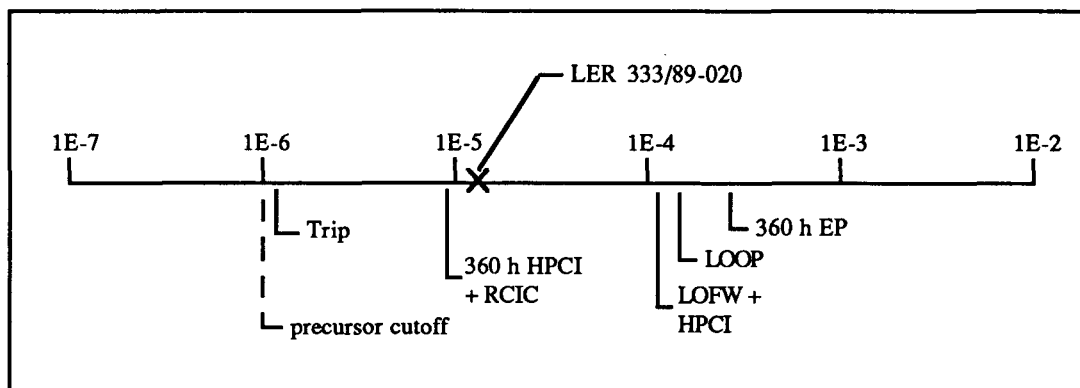 LER 333/89-020
1E-7 1E-6 1E-5 1E-4 1E-3 1E-2
Trip
360 h EP
LOOP
360 h HPCI
+ RCIC
LOFW +
HPCI
precursor cutoff